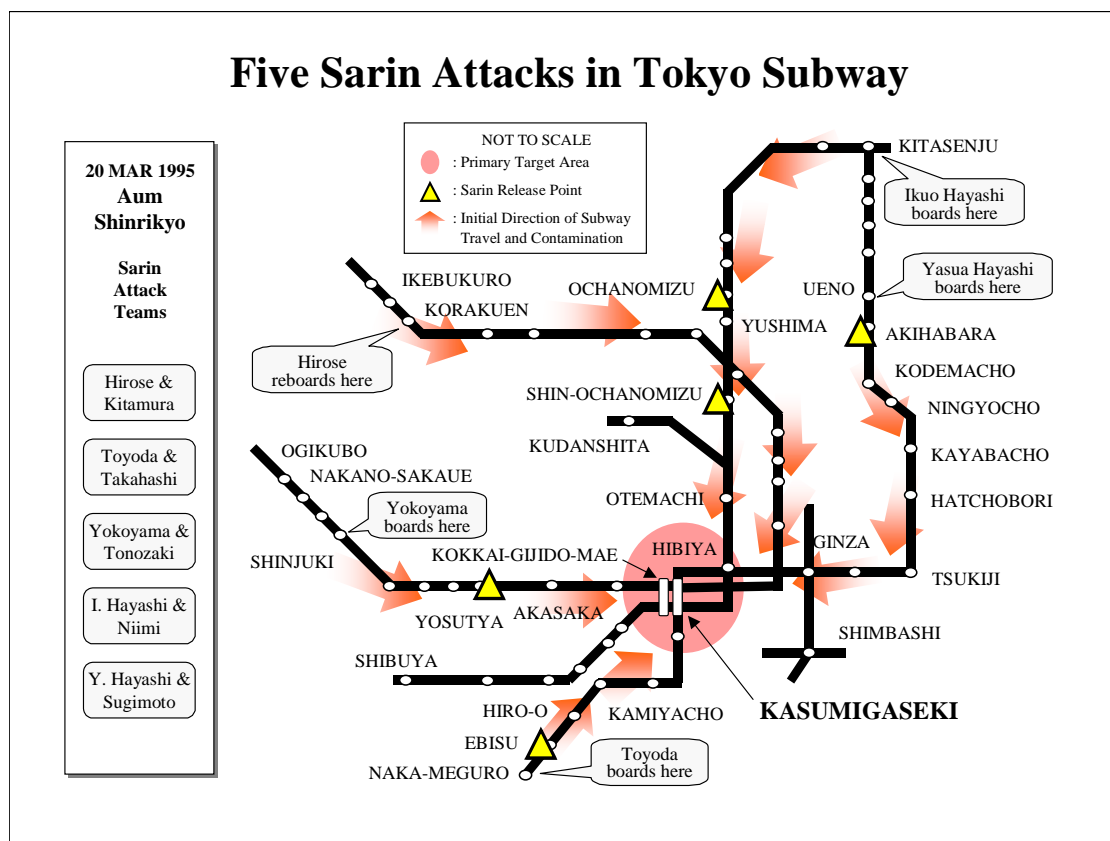 Five Sarin Attacks in Tokyo Subway
20 MAR 1995
Aum
Shinrikyo
Sarin
Attack
Teams
Hirose &
Kitamura
Toyoda &
Takahashi
Yokoyama &
Tonozaki
I. Hayashi &
Niimi
Y. Hayashi &
Sugimoto
NOT TO SCALE
: Primary Target Area
: Sarin Release Point
: Initial Direction of Subway
Travel and Contamination
KITASENJU
Ikuo Hayashi
boards here
Yasua Hayashi
boards here
UENO
AKIHABARA
KODEMACHO
NINGYOCHO
KAYABACHO
HATCHOBORI
TSUKIJI
GINZA
SHIMBASHI
IKEBUKURO
KORAKUEN
Hirose
reboards here
OCHANOMIZU
YUSHIMA
SHIN-OCHANOMIZU
KUDANSHITA
OTEMACHI
HIBIYA
OGIKUBO
NAKANO-SAKAUE
Yokoyama
boards here
SHINJUKI
KOKKAI-GIJIDO-MAE
YOSUTYA
AKASAKA
SHIBUYA
HIRO-O
KAMIYACHO
KASUMIGASEKI
EBISU
NAKA-MEGURO
Toyoda
boards here